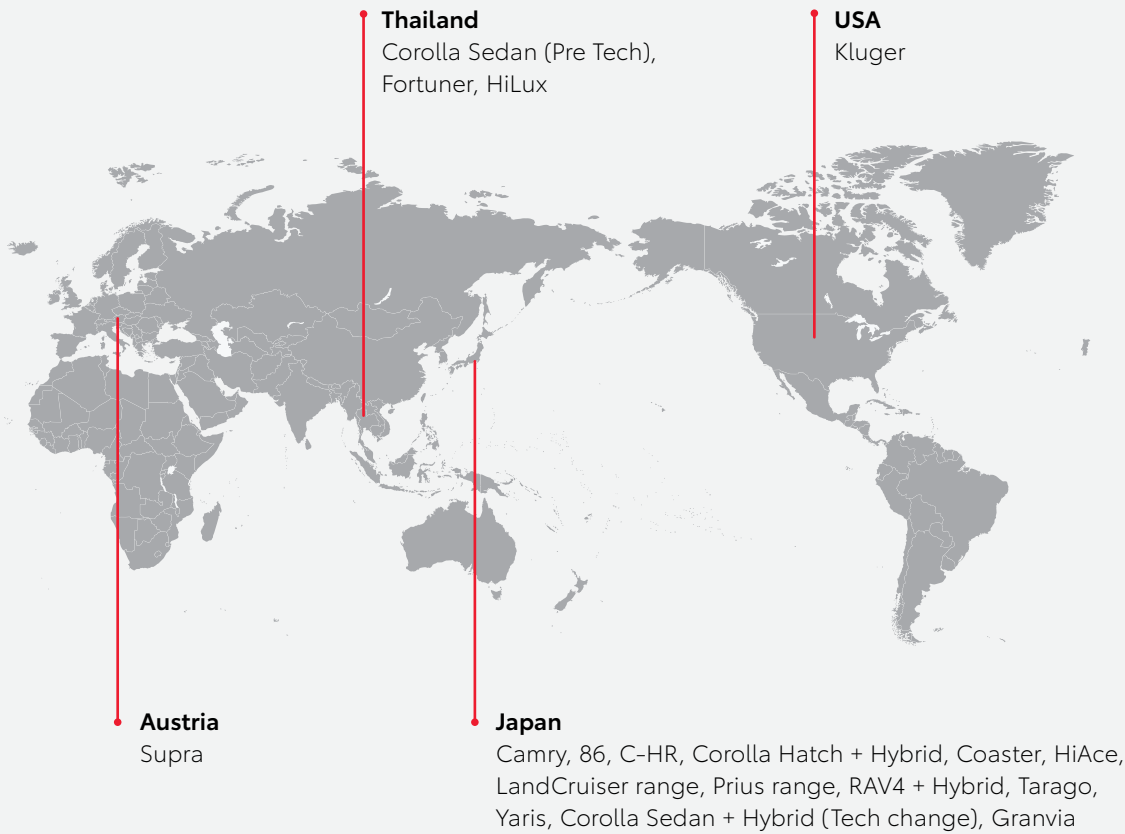 Thailand
Corolla Sedan (Pre Tech),
Fortuner, HiLux
USA
Kluger
Austria
Supra
Japan
Camry, 86, C-HR, Corolla Hatch + Hybrid, Coaster, HiAce,
LandCruiser range, Prius range, RAV4 + Hybrid, Tarago,
Yaris, Corolla Sedan + Hybrid (Tech change), Granvia